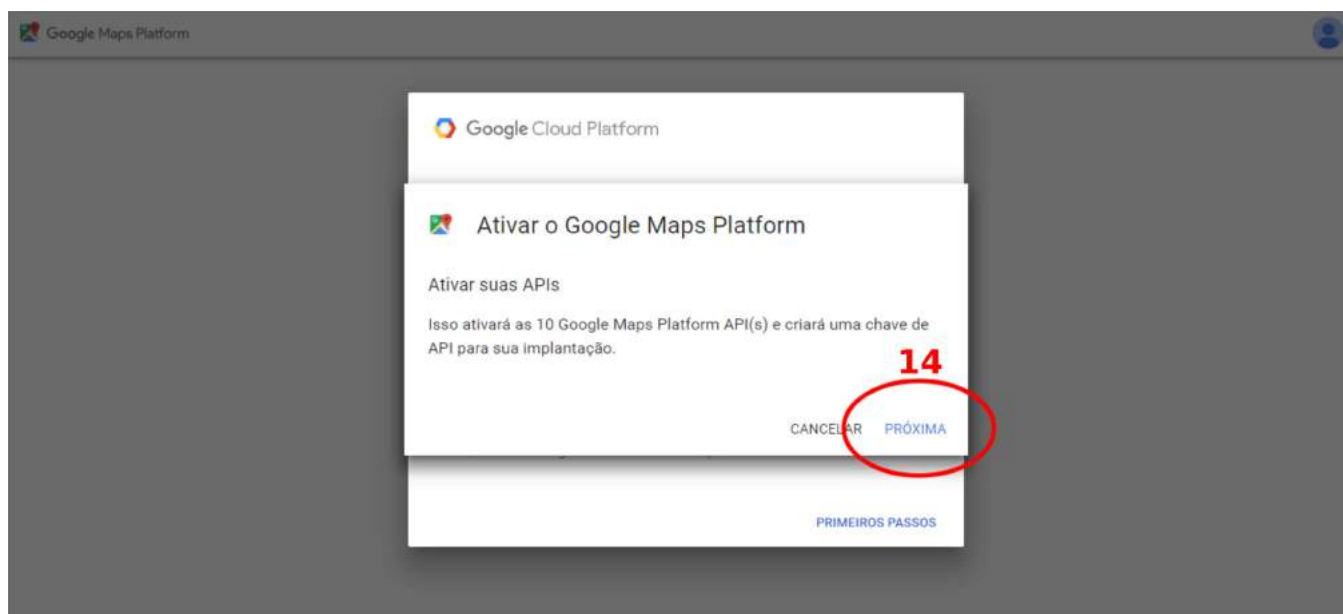 Google Maps Platform
Google Cloud Platform
Ativar o Google Maps Platform
Ativar suas APIs
Isso ativará as 10 Google Maps Platform API(s) e criará uma chave de
API para sua implantação.
14
CANCELAR PRÓXIMA
PRIMEIROS PASSOS